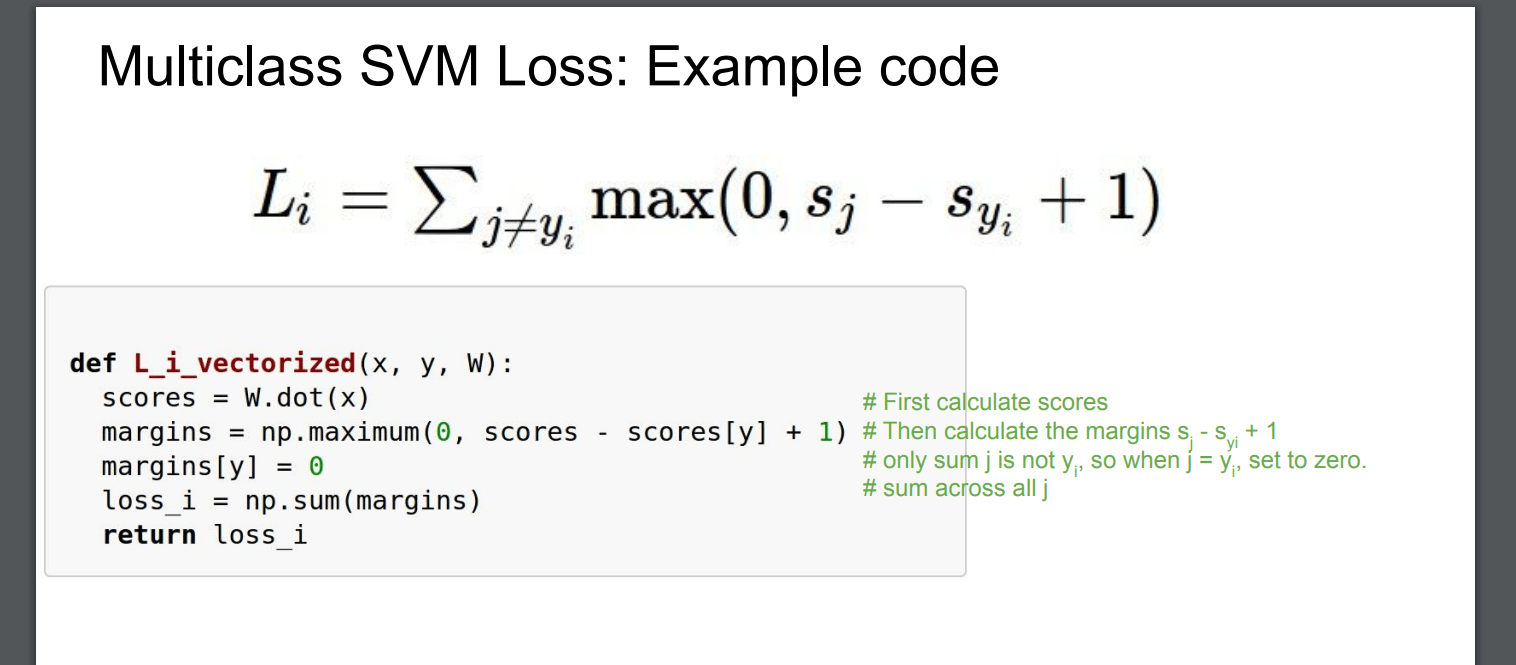 Multiclass SVM Loss: Example code
L_i = ∑_{j≠y_i} max(0, s_j − s_{y_i} + 1)
def L_i_vectorized(x, y, W):
scores = W.dot(x) # First calculate scores
margins = np.maximum(0, scores - scores[y] + 1) # Then calculate the margins s_j - s_{yi} + 1
margins[y] = 0 # only sum j is not y_i, so when j = y_i, set to zero.
loss_i = np.sum(margins) # sum across all j
return loss_i